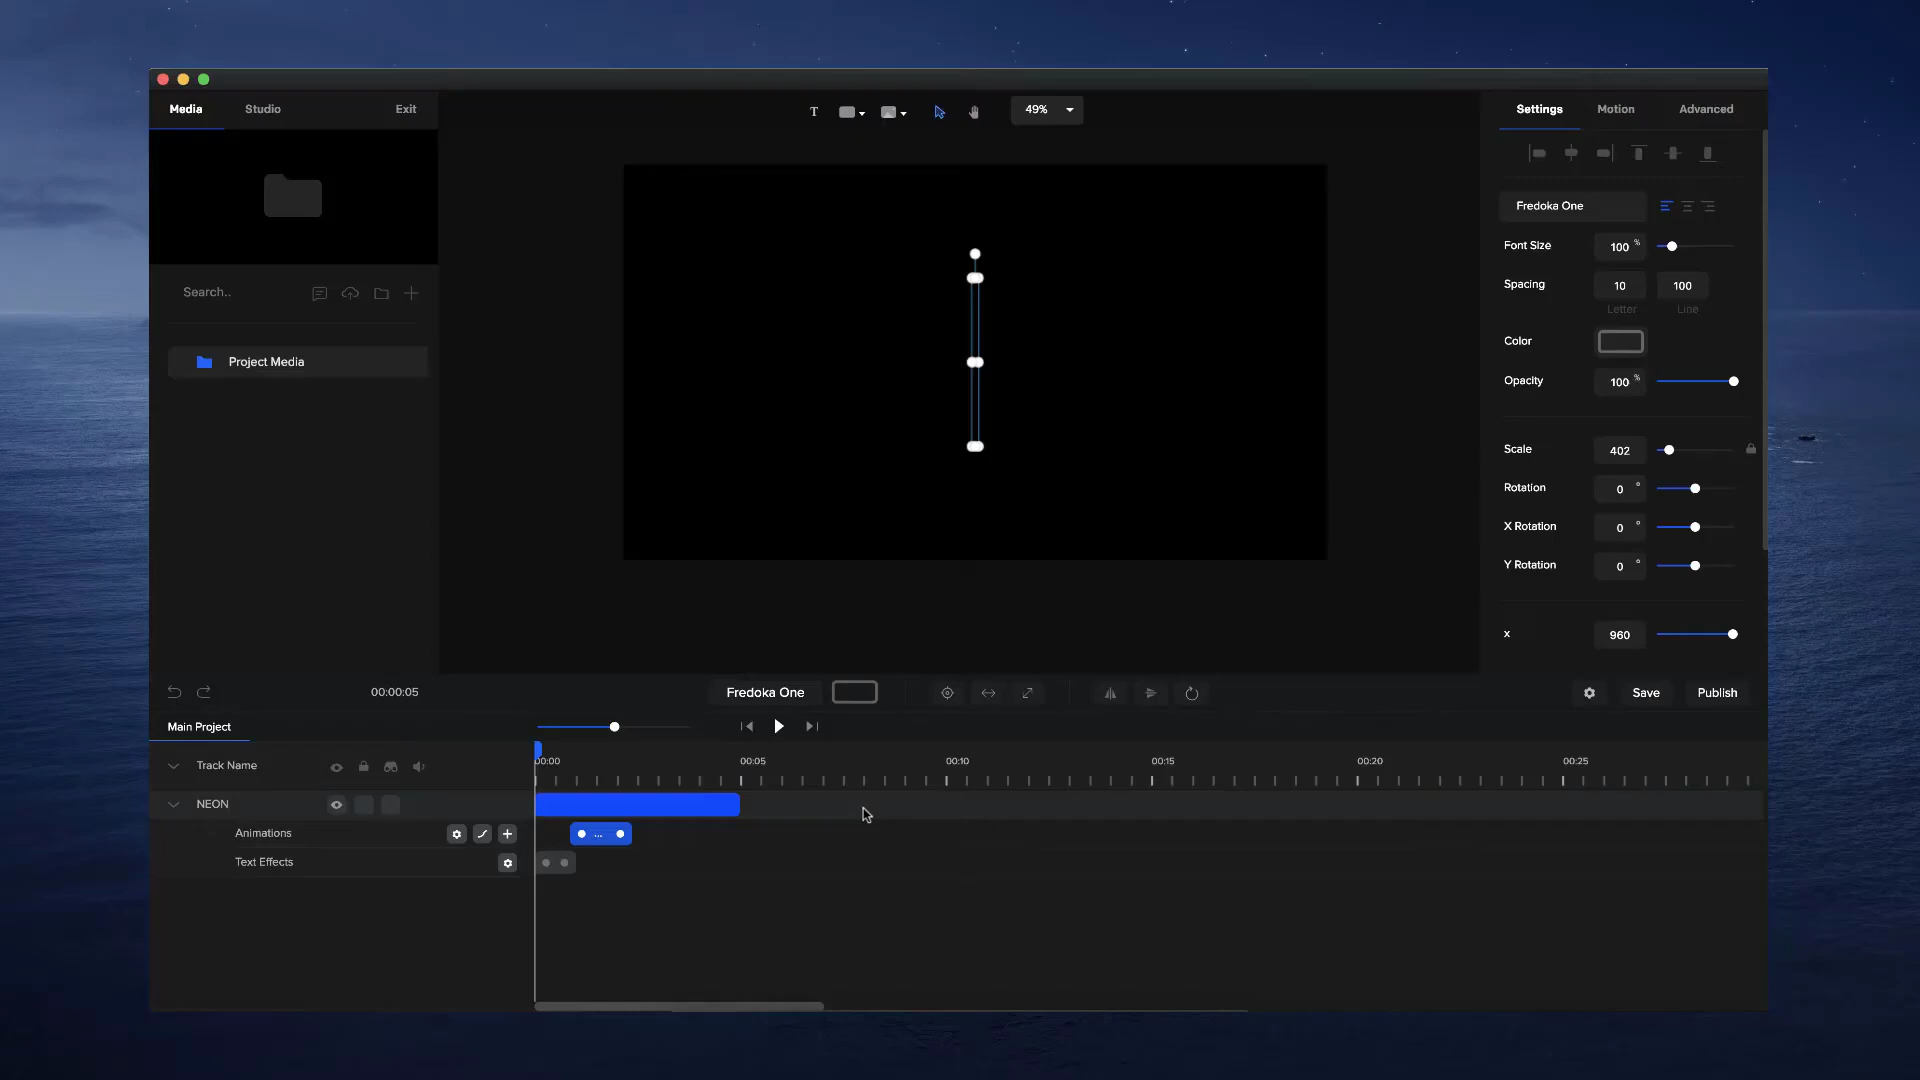 Media Studio Exit
T 49%
Settings Motion Advanced
Fredoka One
Font Size 100 %
Spacing 10 100
Letter Line
Color
Opacity 100 %
Scale 402
Rotation 0 °
X Rotation 0 °
Y Rotation 0 °
x 960
Search..
Project Media
00:00:05 Fredoka One Save Publish
Main Project
Track Name 00:00 00:05 00:10 00:15 00:20 00:25
NEON
Animations ...
Text Effects